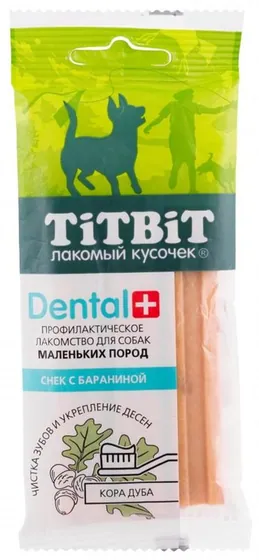 TiTBiT
лакомый кусочек®
Dental+
ПРОФИЛАКТИЧЕСКОЕ
ЛАКОМСТВО ДЛЯ СОБАК
МАЛЕНЬКИХ ПОРОД
СНЕК С БАРАНИНОЙ
ЧИСТКА ЗУБОВ И УКРЕПЛЕНИЕ ДЕСЕН
КОРА ДУБА